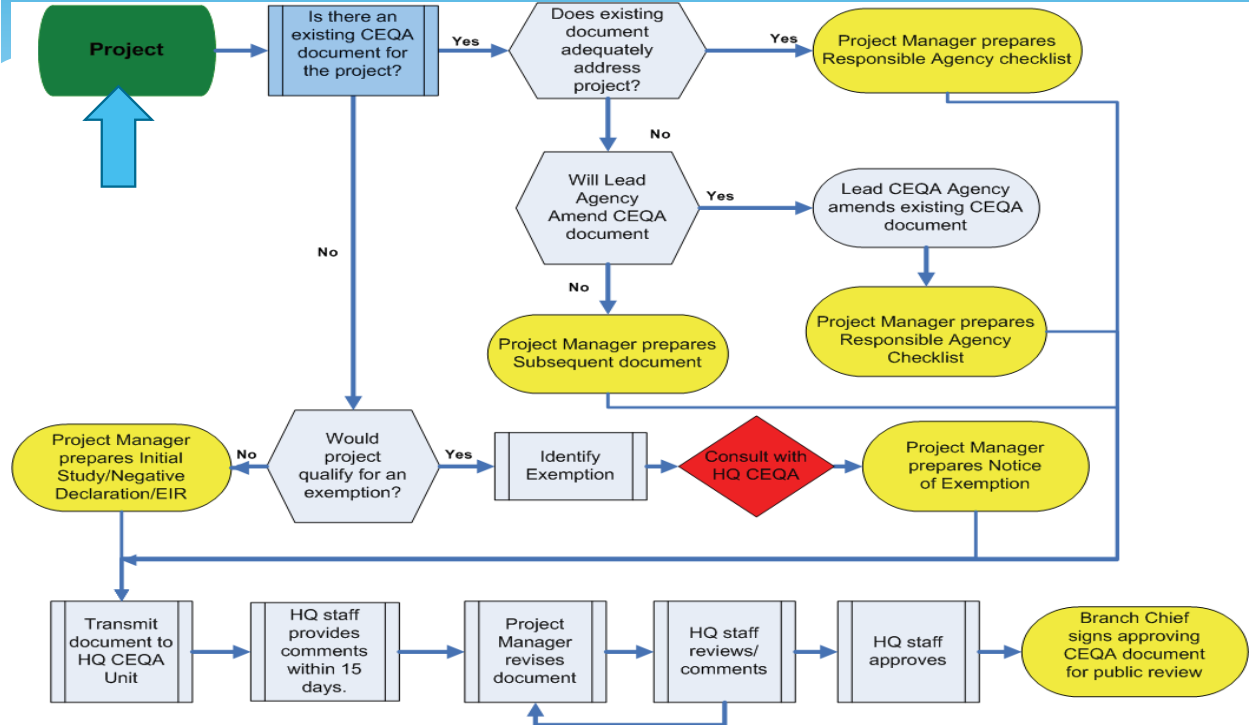 Project
Is there an
existing CEQA
document for
the project?
Yes
Does existing
document
adequately
address
project?
Yes
Project Manager prepares
Responsible Agency checklist
No
Will Lead
Agency
Amend CEQA
document
Yes
Lead CEQA Agency
amends existing CEQA
document
No
No
Project Manager prepares
Subsequent document
Project Manager prepares
Responsible Agency
Checklist
Project Manager
prepares Initial
Study/Negative
Declaration/EIR
No
Would
project
qualify for an
exemption?
Yes
Identify
Exemption
Consult with
HQ CEQA
Project Manager
prepares Notice
of Exemption
Transmit
document to
HQ CEQA
Unit
HQ staff
provides
comments
within 15
days.
Project
Manager
revises
document
HQ staff
reviews/
comments
HQ staff
approves
Branch Chief
signs approving
CEQA document
for public review